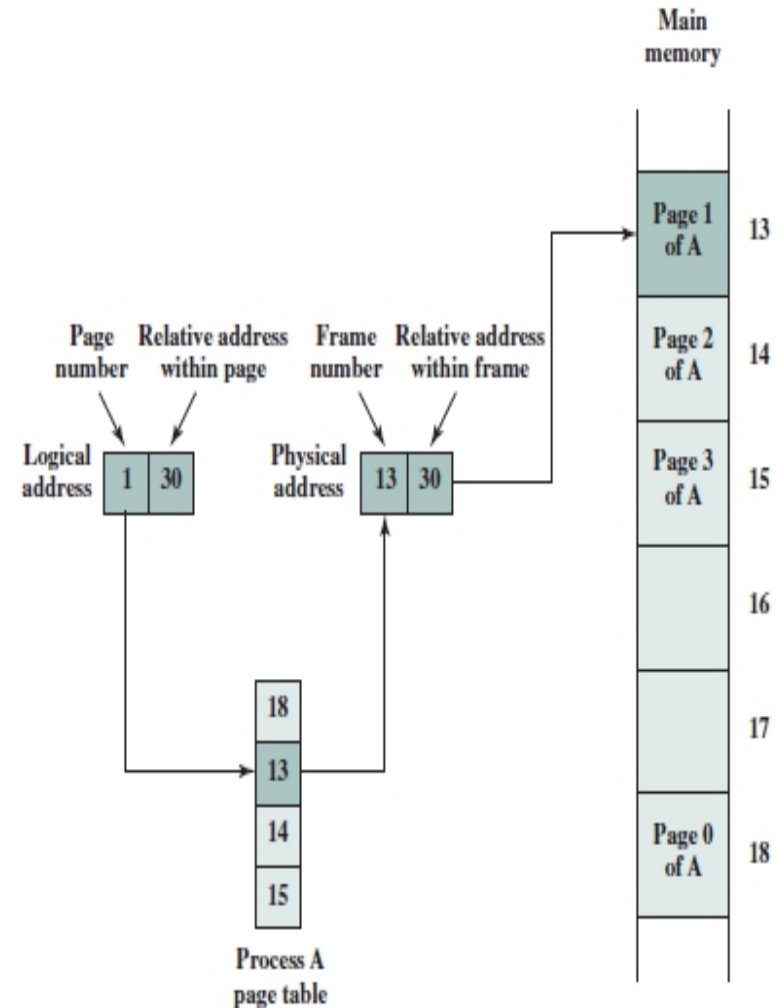 Main
memory
Page 1
of A
13
Page 2
of A
14
Page 3
of A
15
16
17
Page 0
of A
18
Page
number
Relative address
within page
Frame
number
Relative address
within frame
Logical
address
1
30
Physical
address
13
30
18
13
14
15
Process A
page table